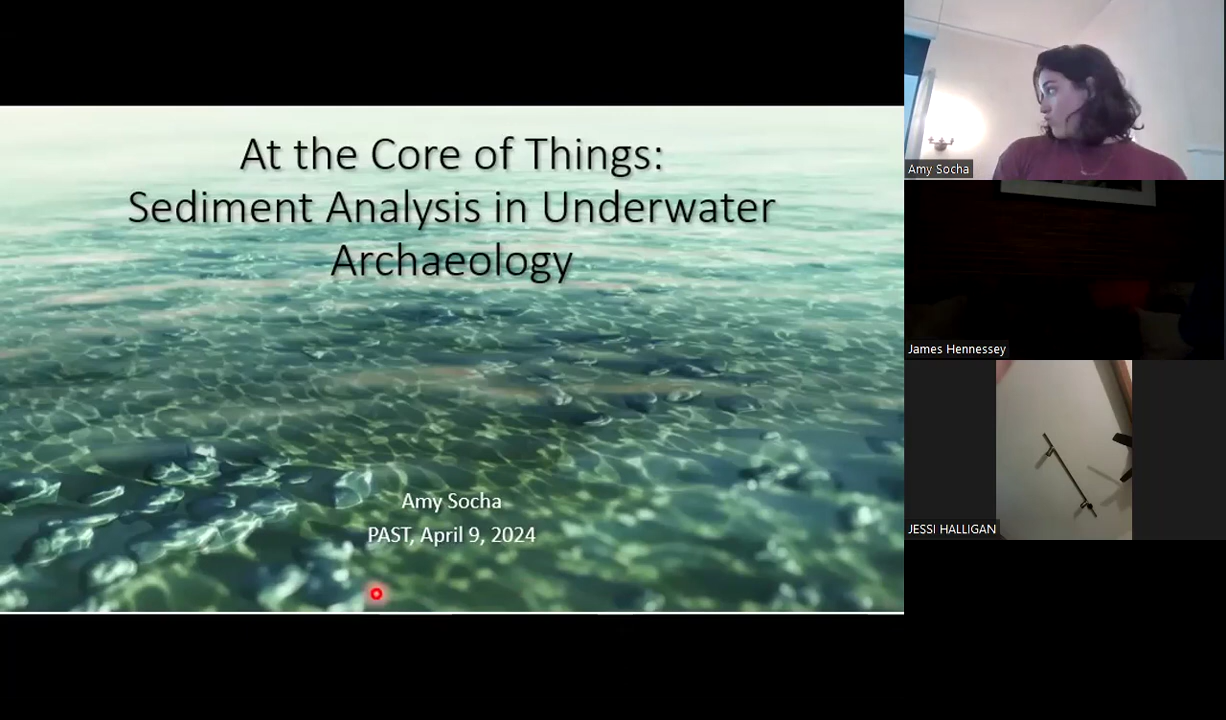 At the Core of Things:
Sediment Analysis in Underwater
Archaeology
Amy Socha
PAST, April 9, 2024
Amy Socha
James Hennessey
JESSI HALLIGAN